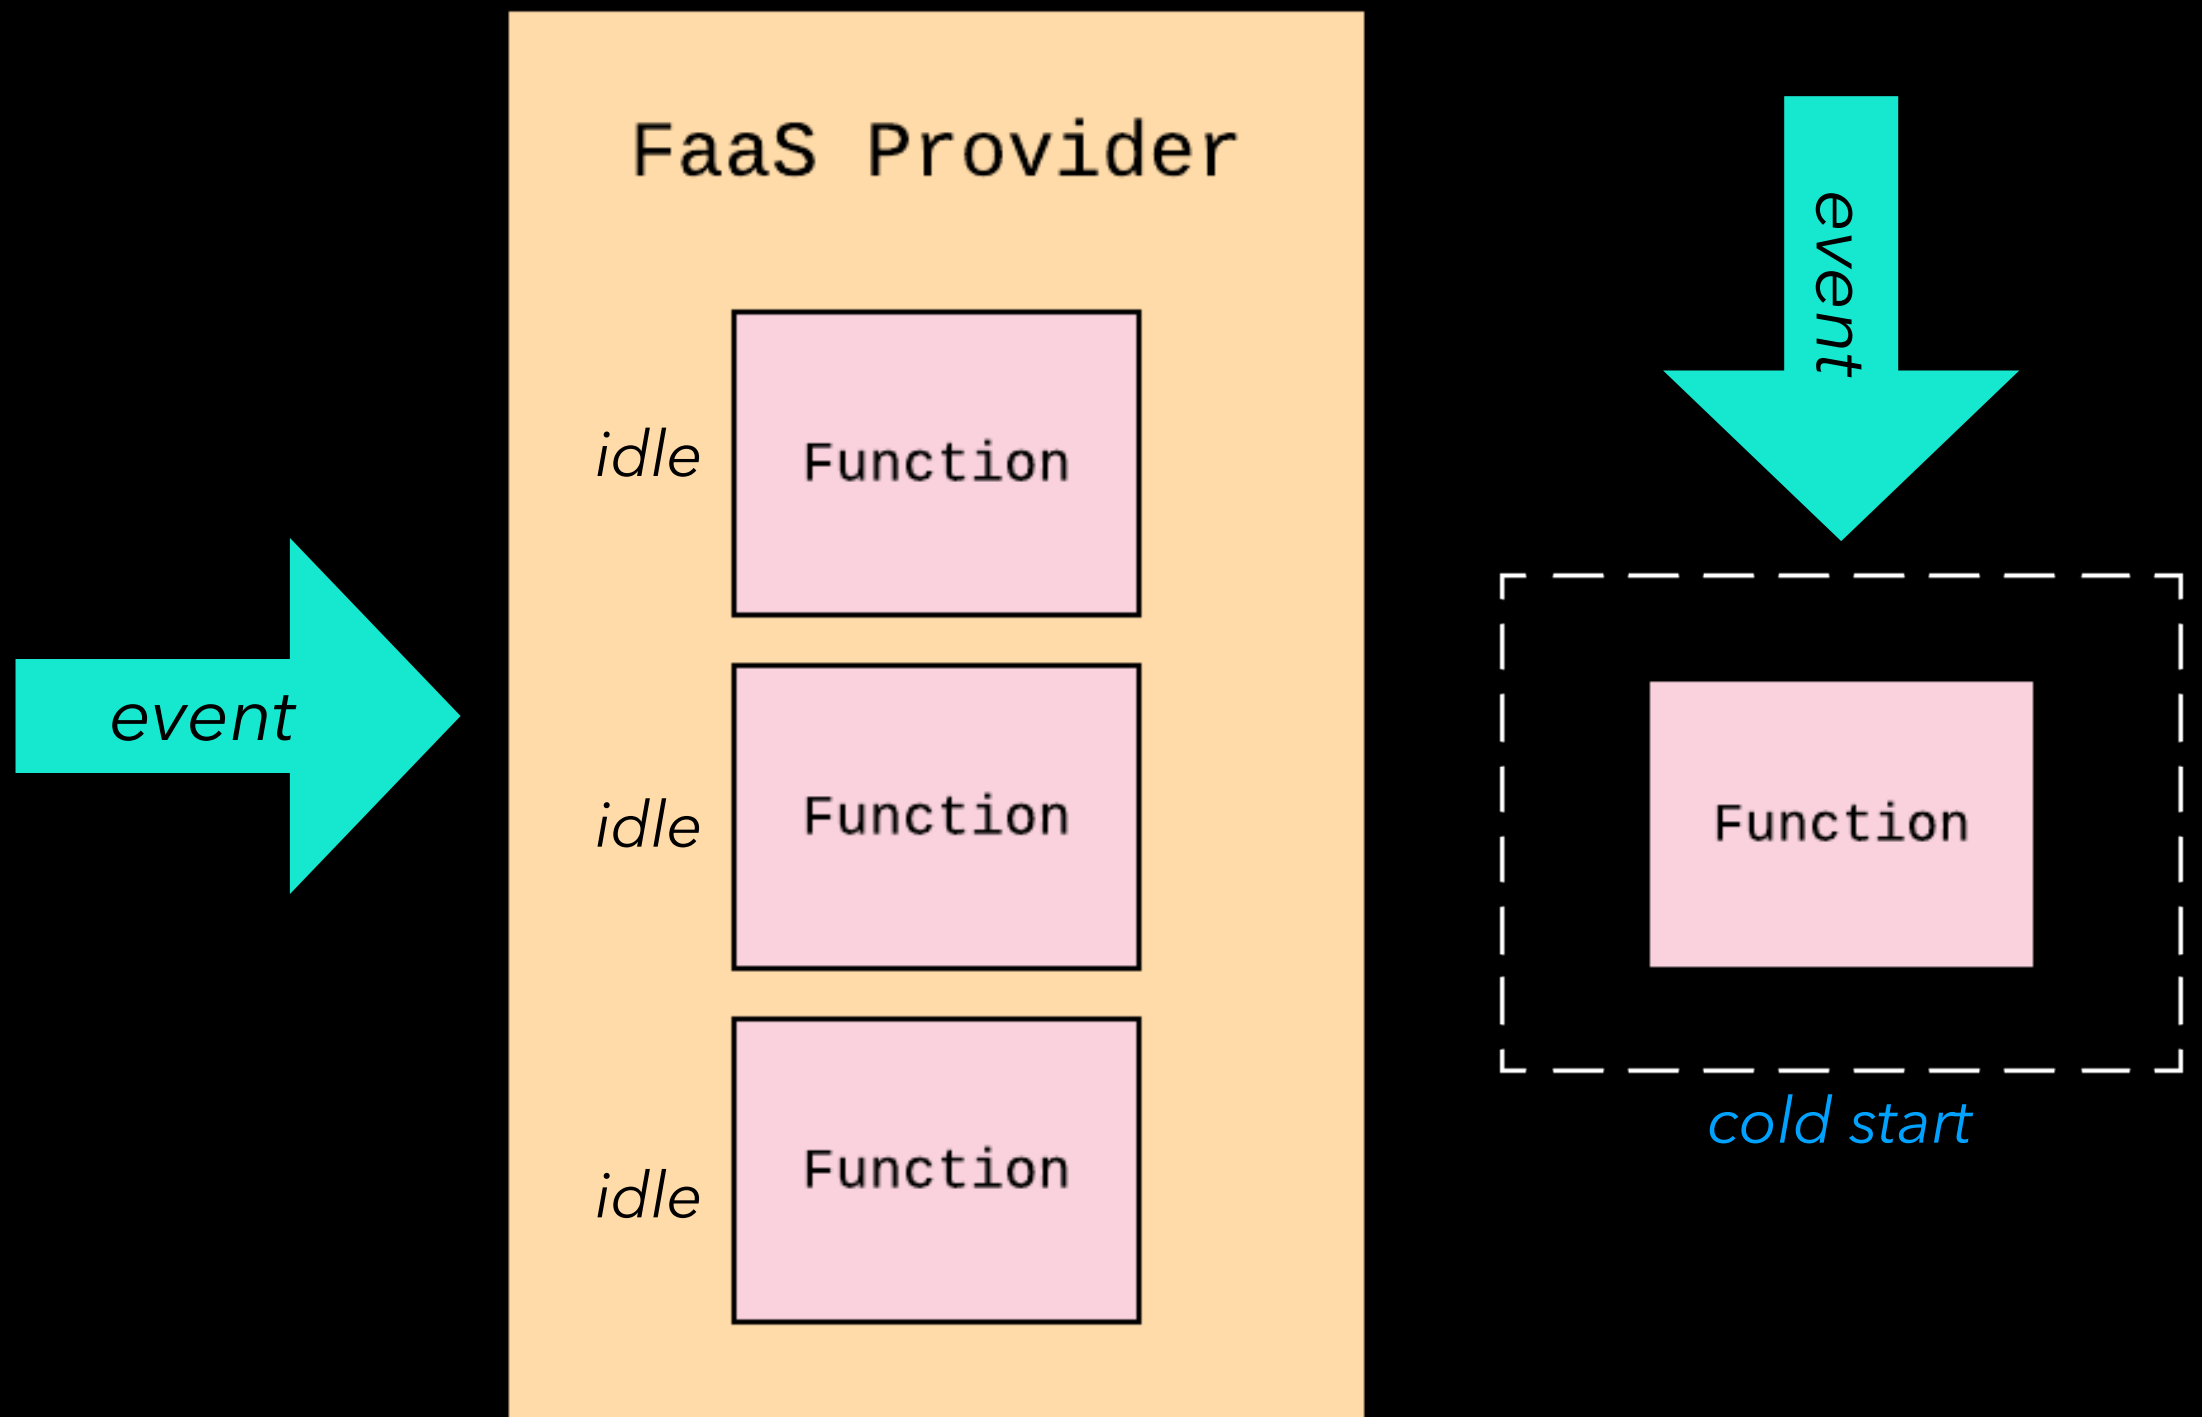 FaaS Provider
event
idle
Function
idle
Function
idle
Function
event
Function
cold start